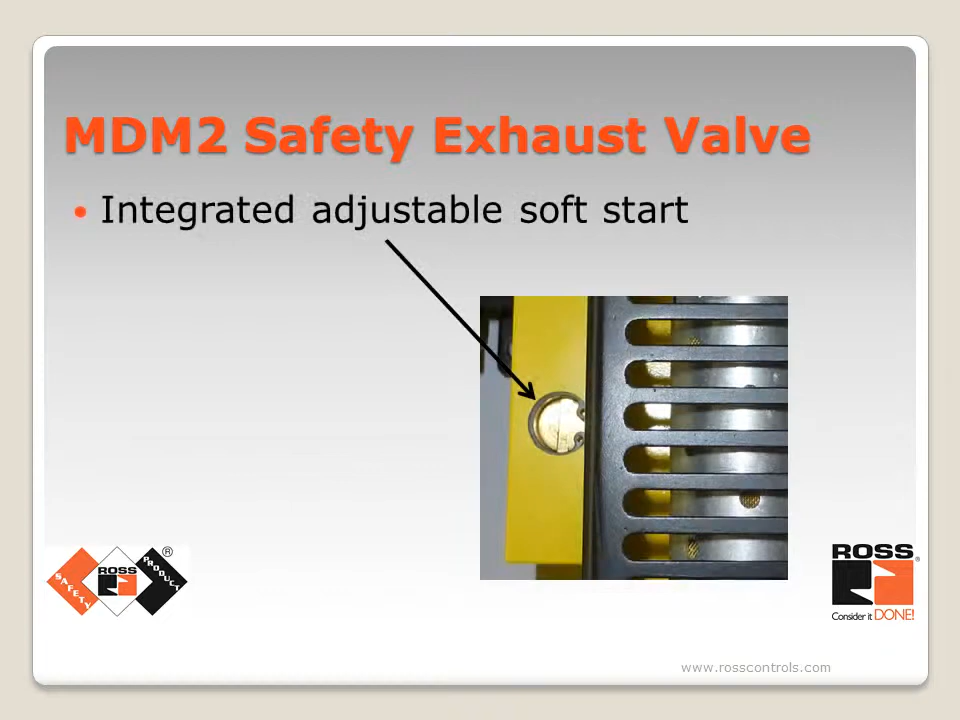 MDM2 Safety Exhaust Valve
• Integrated adjustable soft start
SAFETY
ROSS
PRODUCT
®
ROSS
®
Consider it DONE!
www.rosscontrols.com